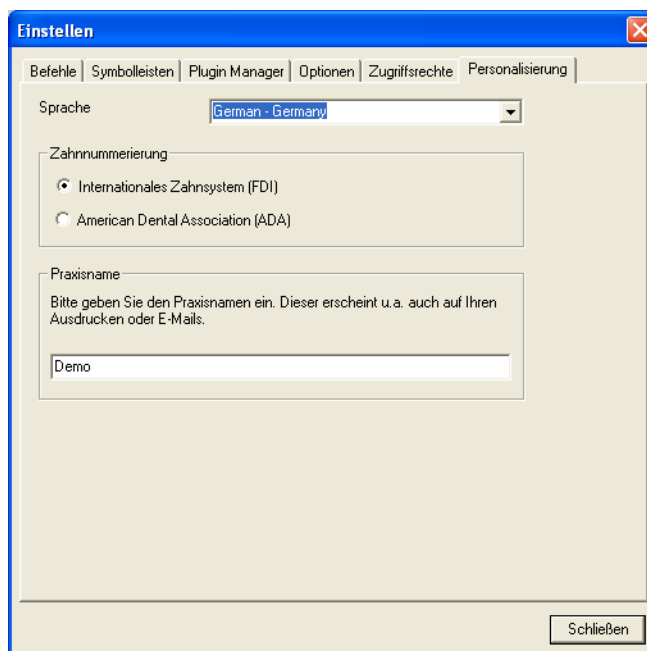 Einstellen
Befehle Symbolleisten Plugin Manager Optionen Zugriffsrechte Personalisierung
Sprache German - Germany
Zahnnummerierung
Internationales Zahnsystem (FDI)
American Dental Association (ADA)
Praxisname
Bitte geben Sie den Praxisnamen ein. Dieser erscheint u.a. auch auf Ihren
Ausdrucken oder E-Mails.
Demo
Schließen